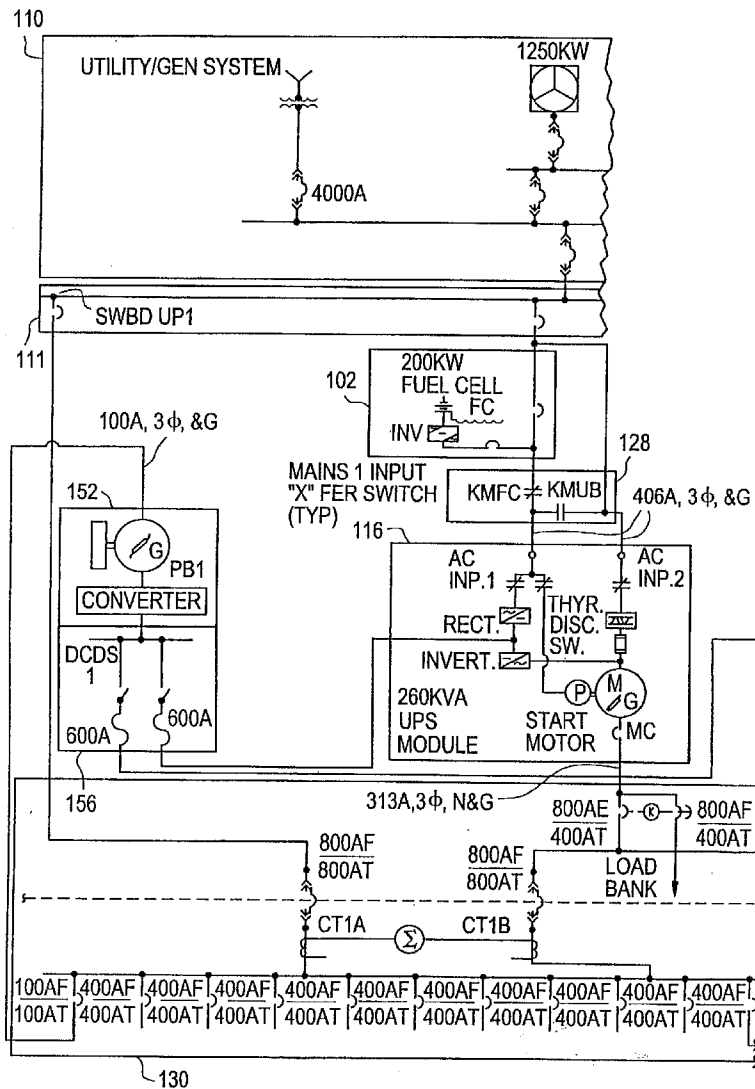 110
UTILITY/GEN SYSTEM
1250KW
4000A
SWBD UP1
111
200KW
FUEL CELL
FC
102
INV
100A, 3ϕ, &G
128
MAINS 1 INPUT
"X" FER SWITCH
(TYP)
KMFC
KMUB
406A, 3ϕ, &G
152
116
G
PB1
CONVERTER
AC
INP.1
AC
INP.2
RECT.
THYR.
DISC.
SW.
DCDS
1
INVERT.
600A
600A
M
G
P
260KVA
UPS
MODULE
START
MOTOR
MC
156
313A,3ϕ, N&G
800AE
400AT
K
800AF
400AT
800AF
800AT
800AF
800AT
LOAD
BANK
CT1A
Σ
CT1B
100AF 400AF 400AF 400AF 400AF 400AF 400AF 400AF 400AF 400AF 400AF
100AT 400AT 400AT 400AT 400AT 400AT 400AT 400AT 400AT 400AT 400AT
130